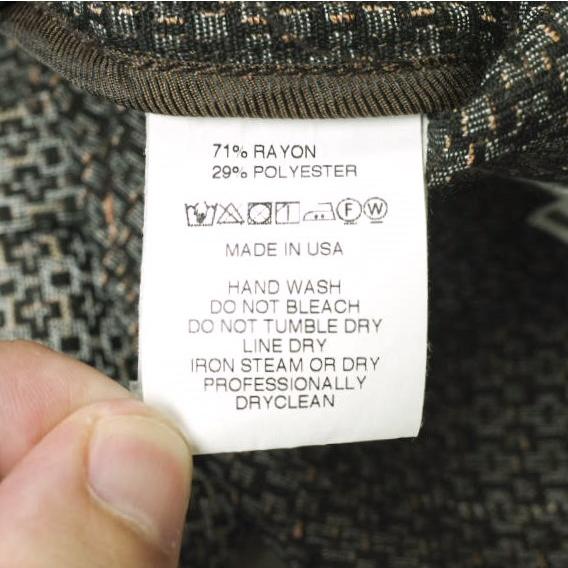 71% RAYON
29% POLYESTER
F W
MADE IN USA
HAND WASH
DO NOT BLEACH
DO NOT TUMBLE DRY
LINE DRY
IRON STEAM OR DRY
PROFESSIONALLY
DRYCLEAN